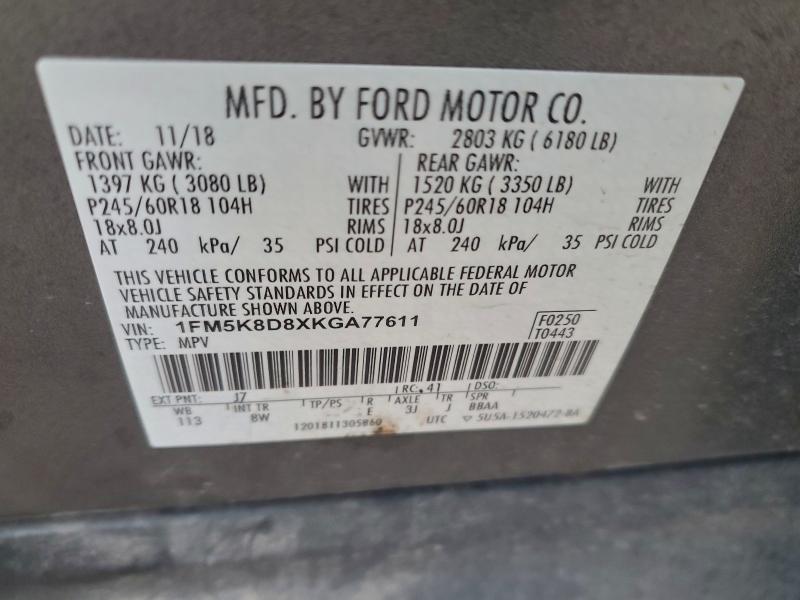 MFD. BY FORD MOTOR CO.
DATE: 11/18 GVWR: 2803 KG ( 6180 LB)
FRONT GAWR: REAR GAWR:
1397 KG ( 3080 LB) WITH 1520 KG ( 3350 LB) WITH
P245/60R18 104H TIRES P245/60R18 104H TIRES
18x8.0J RIMS 18x8.0J RIMS
AT 240 kPa/ 35 PSI COLD AT 240 kPa/ 35 PSI COLD
THIS VEHICLE CONFORMS TO ALL APPLICABLE FEDERAL MOTOR
VEHICLE SAFETY STANDARDS IN EFFECT ON THE DATE OF
MANUFACTURE SHOWN ABOVE.
VIN: 1FM5K8D8XKGA77611 F0250
TYPE: MPV T0443
EXT PNT: J7 RC: 41 DSO:
WB INT TR TP/PS R AXLE TR SPR
113 8W E 3J J BBAA
1201811305860 UTC 5U5A-1520472-BA